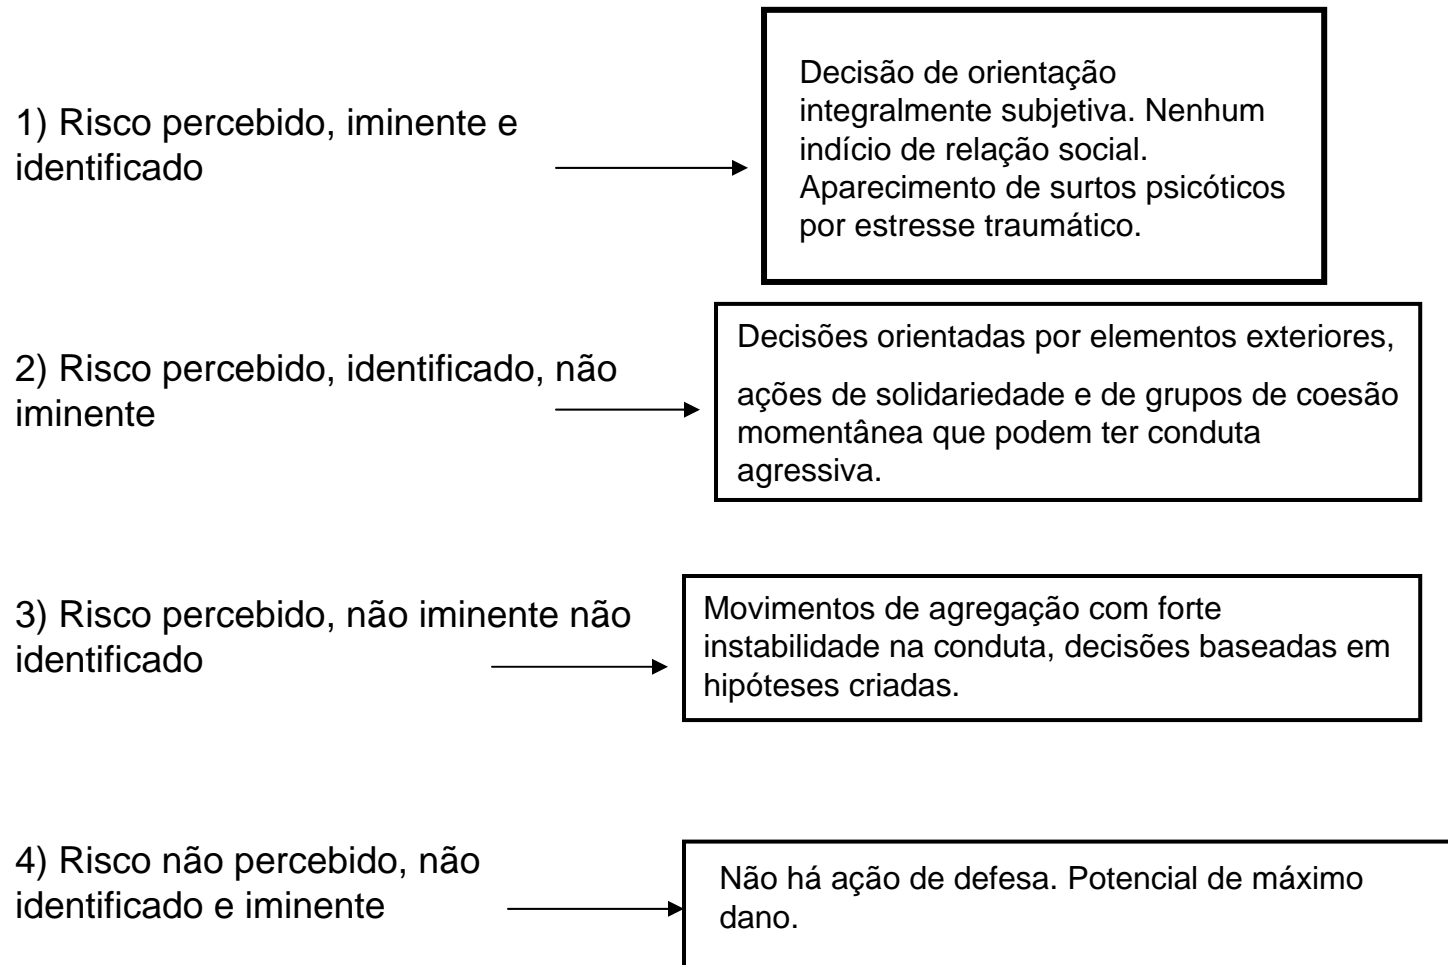 1) Risco percebido, iminente e
identificado
Decisão de orientação
integralmente subjetiva. Nenhum
indício de relação social.
Aparecimento de surtos psicóticos
por estresse traumático.
2) Risco percebido, identificado, não
iminente
Decisões orientadas por elementos exteriores,
ações de solidariedade e de grupos de coesão
momentânea que podem ter conduta
agressiva.
3) Risco percebido, não iminente não
identificado
Movimentos de agregação com forte
instabilidade na conduta, decisões baseadas em
hipóteses criadas.
4) Risco não percebido, não
identificado e iminente
Não há ação de defesa. Potencial de máximo
dano.